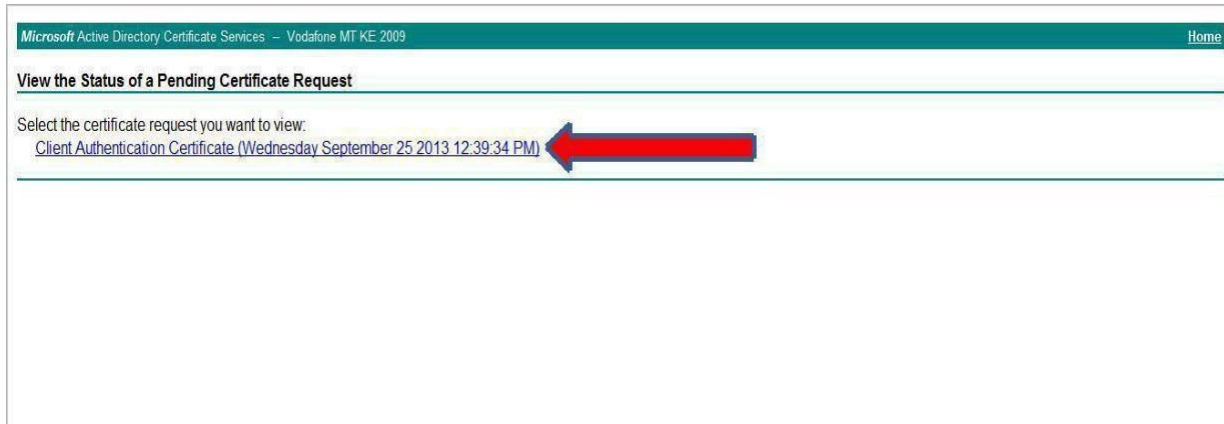 Microsoft Active Directory Certificate Services -- Vodafone MT KE 2009 Home
View the Status of a Pending Certificate Request
Select the certificate request you want to view:
Client Authentication Certificate (Wednesday September 25 2013 12:39:34 PM)